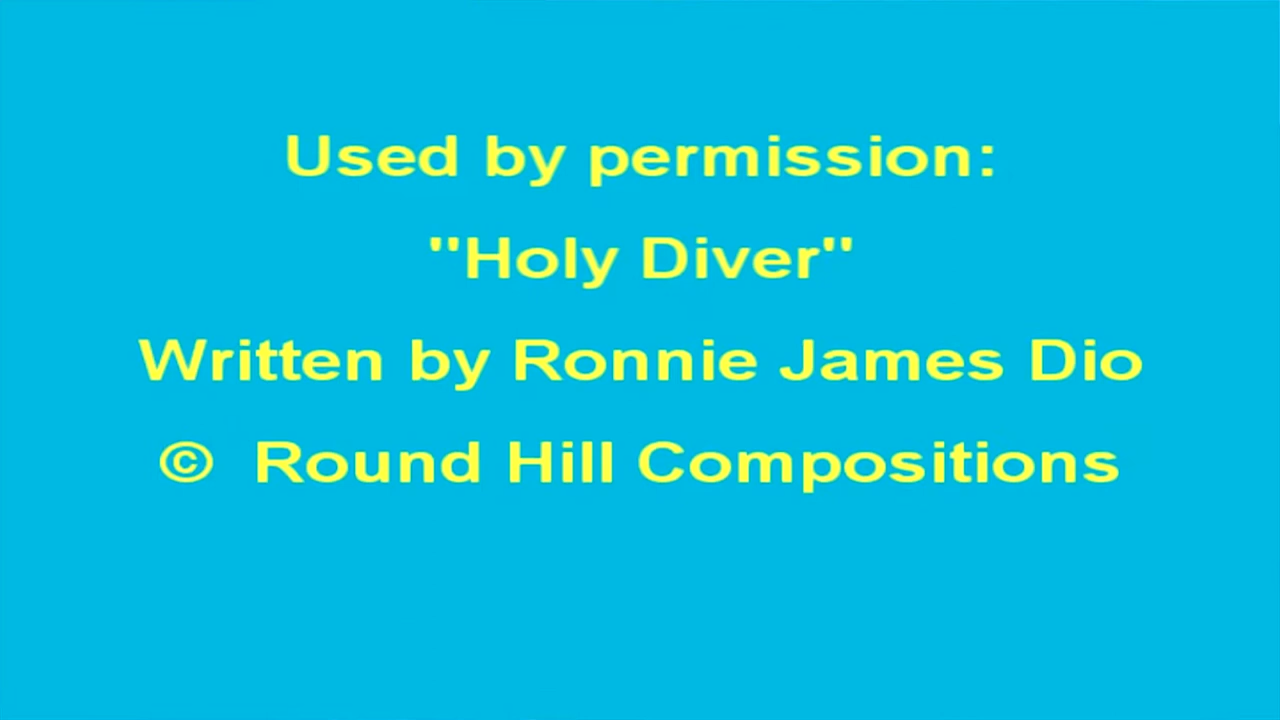 Used by permission:
"Holy Diver"
Written by Ronnie James Dio
© Round Hill Compositions